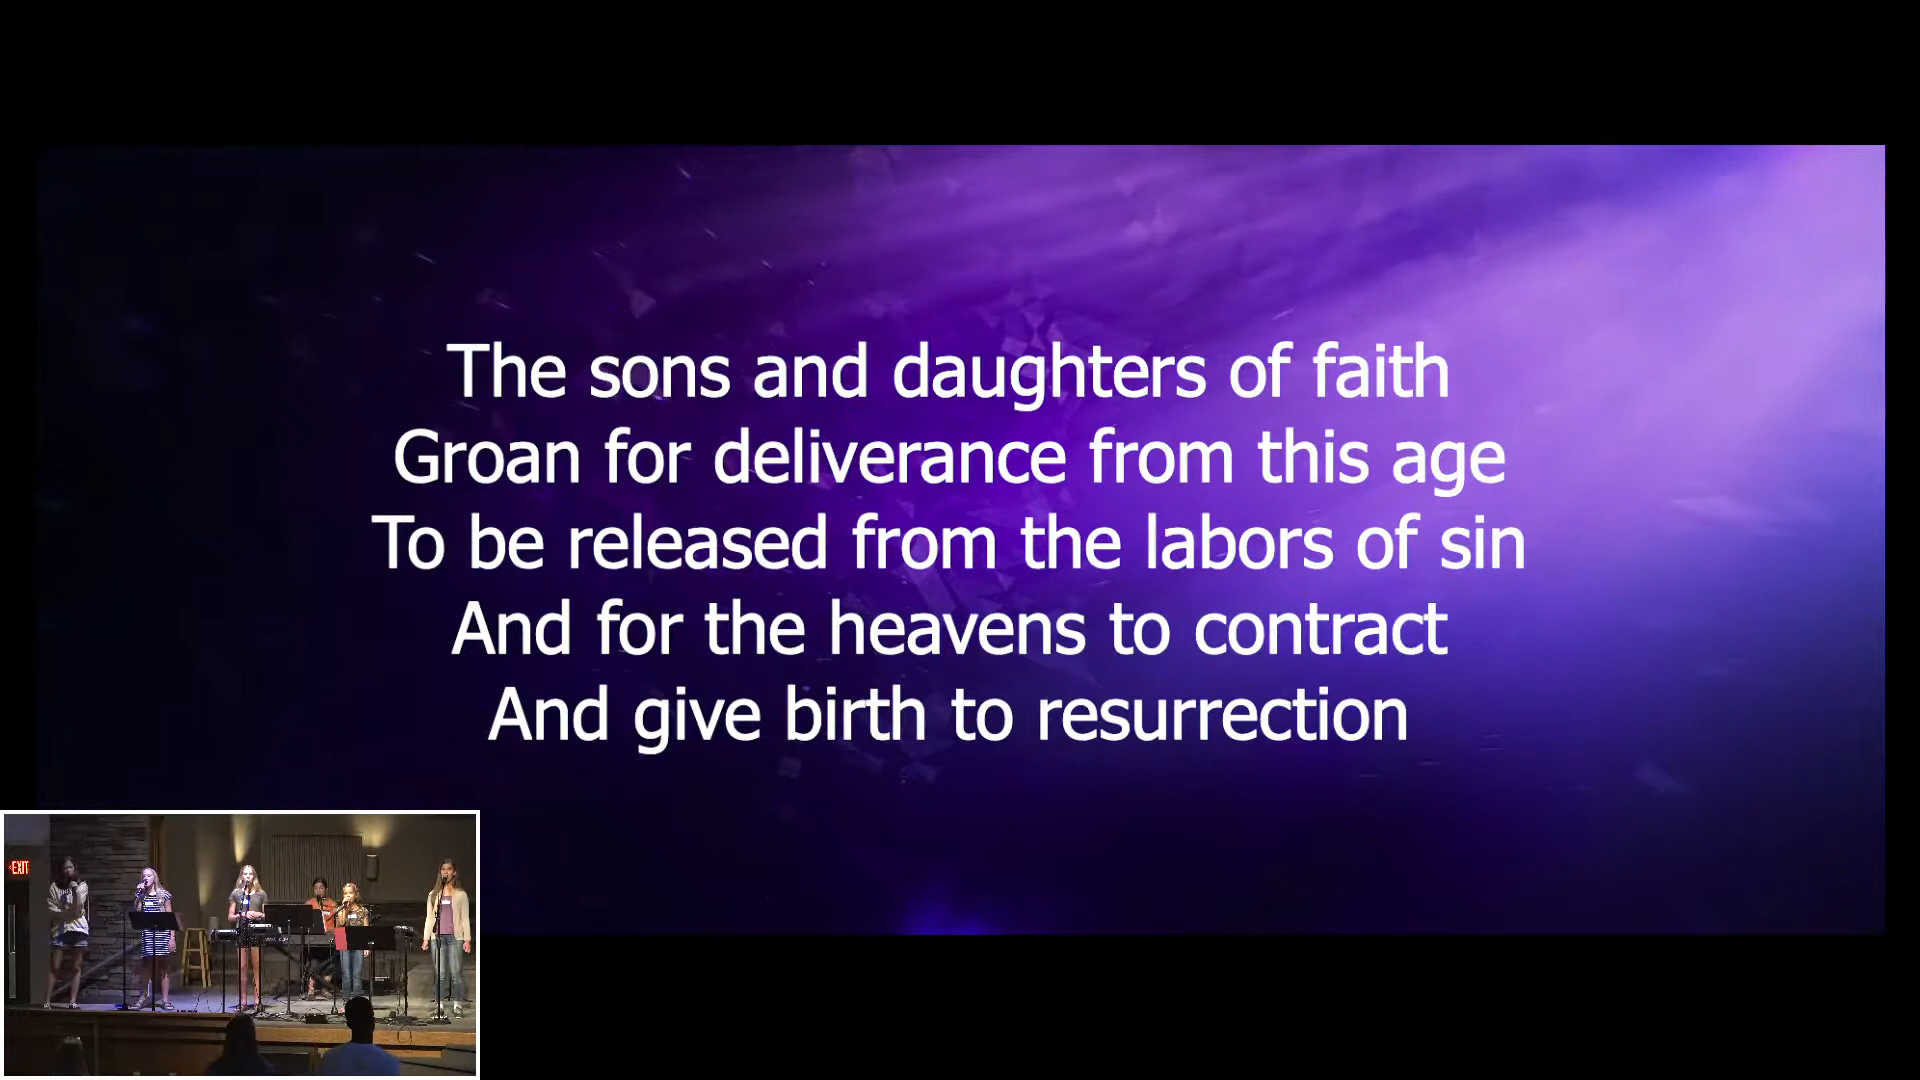 The sons and daughters of faith
Groan for deliverance from this age
To be released from the labors of sin
And for the heavens to contract
And give birth to resurrection
EXIT